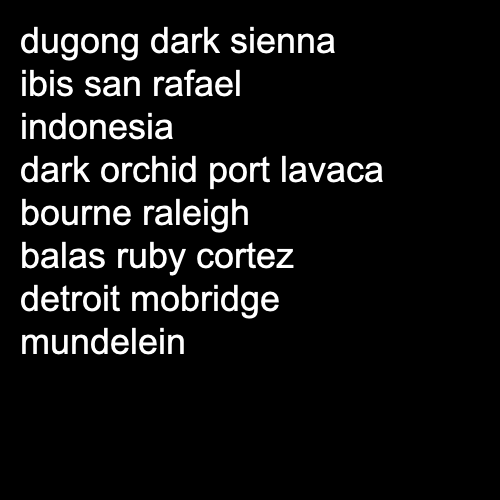 dugong dark sienna
ibis san rafael
indonesia
dark orchid port lavaca
bourne raleigh
balas ruby cortez
detroit mobridge
mundelein